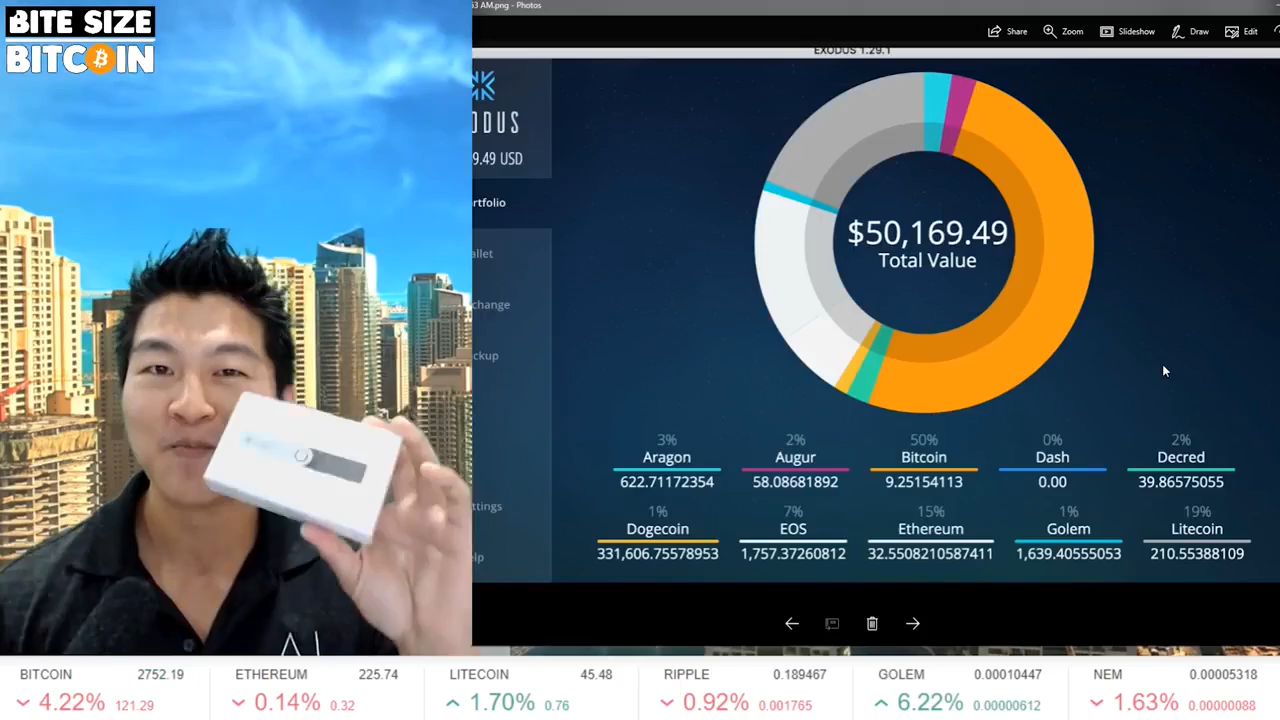 BITE SIZE
BITCOIN
53 AM.png - Photos
Share
Zoom
Slideshow
Draw
Edit
EXODUS 1.29.1
ODUS
9.49 USD
rtfolio
allet
change
ckup
ttings
lp
$50,169.49
Total Value
3%
Aragon
622.71172354
2%
Augur
58.08681892
50%
Bitcoin
9.25154113
0%
Dash
0.00
2%
Decred
39.86575055
1%
Dogecoin
331,606.75578953
7%
EOS
1,757.37260812
15%
Ethereum
32.5508210587411
1%
Golem
1,639.40555053
19%
Litecoin
210.55388109
BITCOIN 2752.19
4.22% 121.29
ETHEREUM 225.74
0.14% 0.32
LITECOIN 45.48
1.70% 0.76
RIPPLE 0.189467
0.92% 0.001765
GOLEM 0.00010447
6.22% 0.00000612
NEM 0.00005318
1.63% 0.00000088